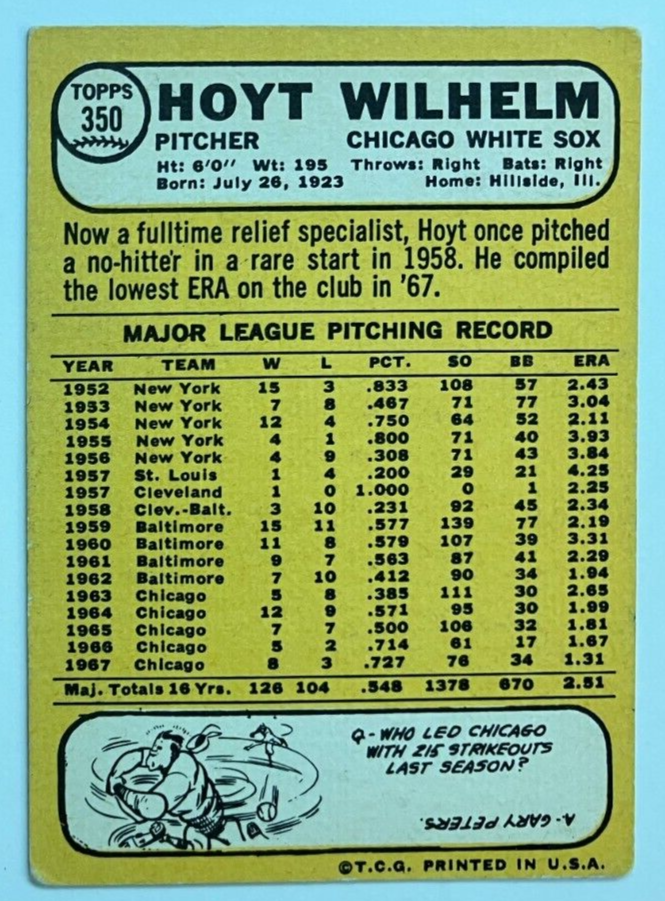 TOPPS
350
HOYT WILHELM
PITCHER CHICAGO WHITE SOX
Ht: 6'0" Wt: 195 Throws: Right Bats: Right
Born: July 26, 1923 Home: Hillside, Ill.
Now a fulltime relief specialist, Hoyt once pitched
a no-hitter in a rare start in 1958. He compiled
the lowest ERA on the club in '67.
MAJOR LEAGUE PITCHING RECORD
YEAR TEAM W L PCT. SO BB ERA
1952 New York 15 3 .833 108 57 2.43
1953 New York 7 8 .467 71 77 3.04
1954 New York 12 4 .750 64 52 2.11
1955 New York 4 1 .800 71 40 3.93
1956 New York 4 9 .308 71 43 3.84
1957 St. Louis 1 4 .200 29 21 4.25
1957 Cleveland 1 0 1.000 0 1 2.25
1958 Clev.-Balt. 3 10 .231 92 45 2.34
1959 Baltimore 15 11 .577 139 77 2.19
1960 Baltimore 11 8 .579 107 39 3.31
1961 Baltimore 9 7 .563 87 41 2.29
1962 Baltimore 7 10 .412 90 34 1.94
1963 Chicago 5 8 .385 111 30 2.65
1964 Chicago 12 9 .571 95 30 1.99
1965 Chicago 7 7 .500 106 32 1.81
1966 Chicago 5 2 .714 61 17 1.67
1967 Chicago 8 3 .727 76 34 1.31
Maj. Totals 16 Yrs. 126 104 .548 1378 670 2.51
Q- WHO LED CHICAGO
WITH 215 STRIKEOUTS
LAST SEASON?
A- GARY PETERS.
©T.C.G. PRINTED IN U.S.A.